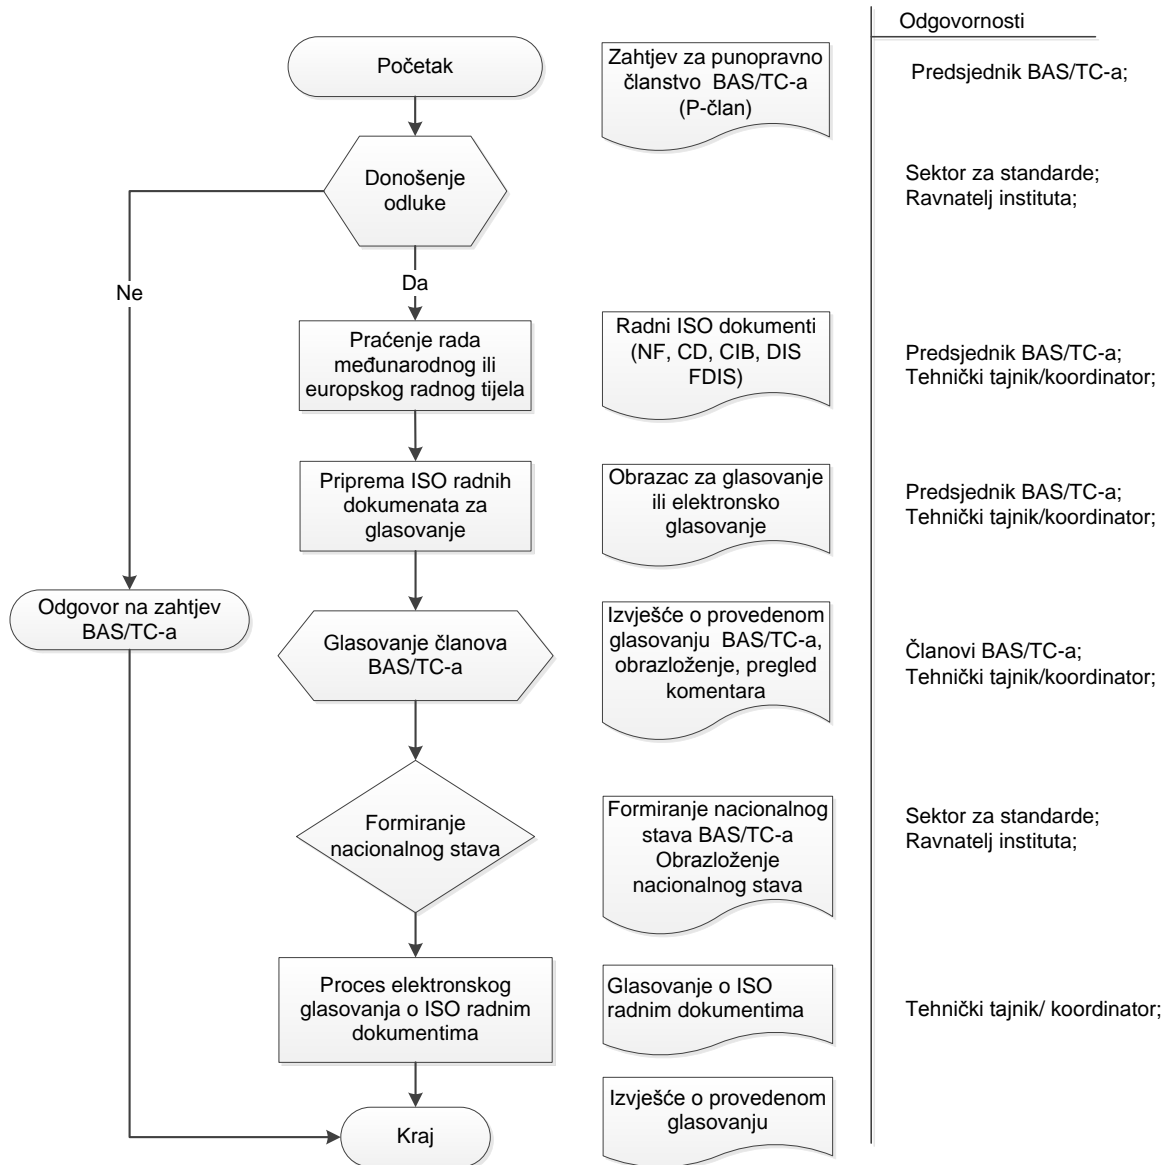 Odgovornosti
Početak
Zahtjev za punopravno
članstvo BAS/TC-a
(P-član)
Predsjednik BAS/TC-a;
Donošenje
odluke
Sektor za standarde;
Ravnatelj instituta;
Ne
Da
Praćenje rada
međunarodnog ili
europskog radnog tijela
Radni ISO dokumenti
(NF, CD, CIB, DIS
FDIS)
Predsjednik BAS/TC-a;
Tehnički tajnik/koordinator;
Priprema ISO radnih
dokumenata za
glasovanje
Obrazac za glasovanje
ili elektronsko
glasovanje
Predsjednik BAS/TC-a;
Tehnički tajnik/koordinator;
Odgovor na zahtjev
BAS/TC-a
Glasovanje članova
BAS/TC-a
Izvješće o provedenom
glasovanju BAS/TC-a,
obrazloženje, pregled
komentara
Članovi BAS/TC-a;
Tehnički tajnik/koordinator;
Formiranje
nacionalnog stava
Formiranje nacionalnog
stava BAS/TC-a
Obrazloženje
nacionalnog stava
Sektor za standarde;
Ravnatelj instituta;
Proces elektronskog
glasovanja o ISO radnim
dokumentima
Glasovanje o ISO
radnim dokumentima
Tehnički tajnik/ koordinator;
Kraj
Izvješće o provedenom
glasovanju